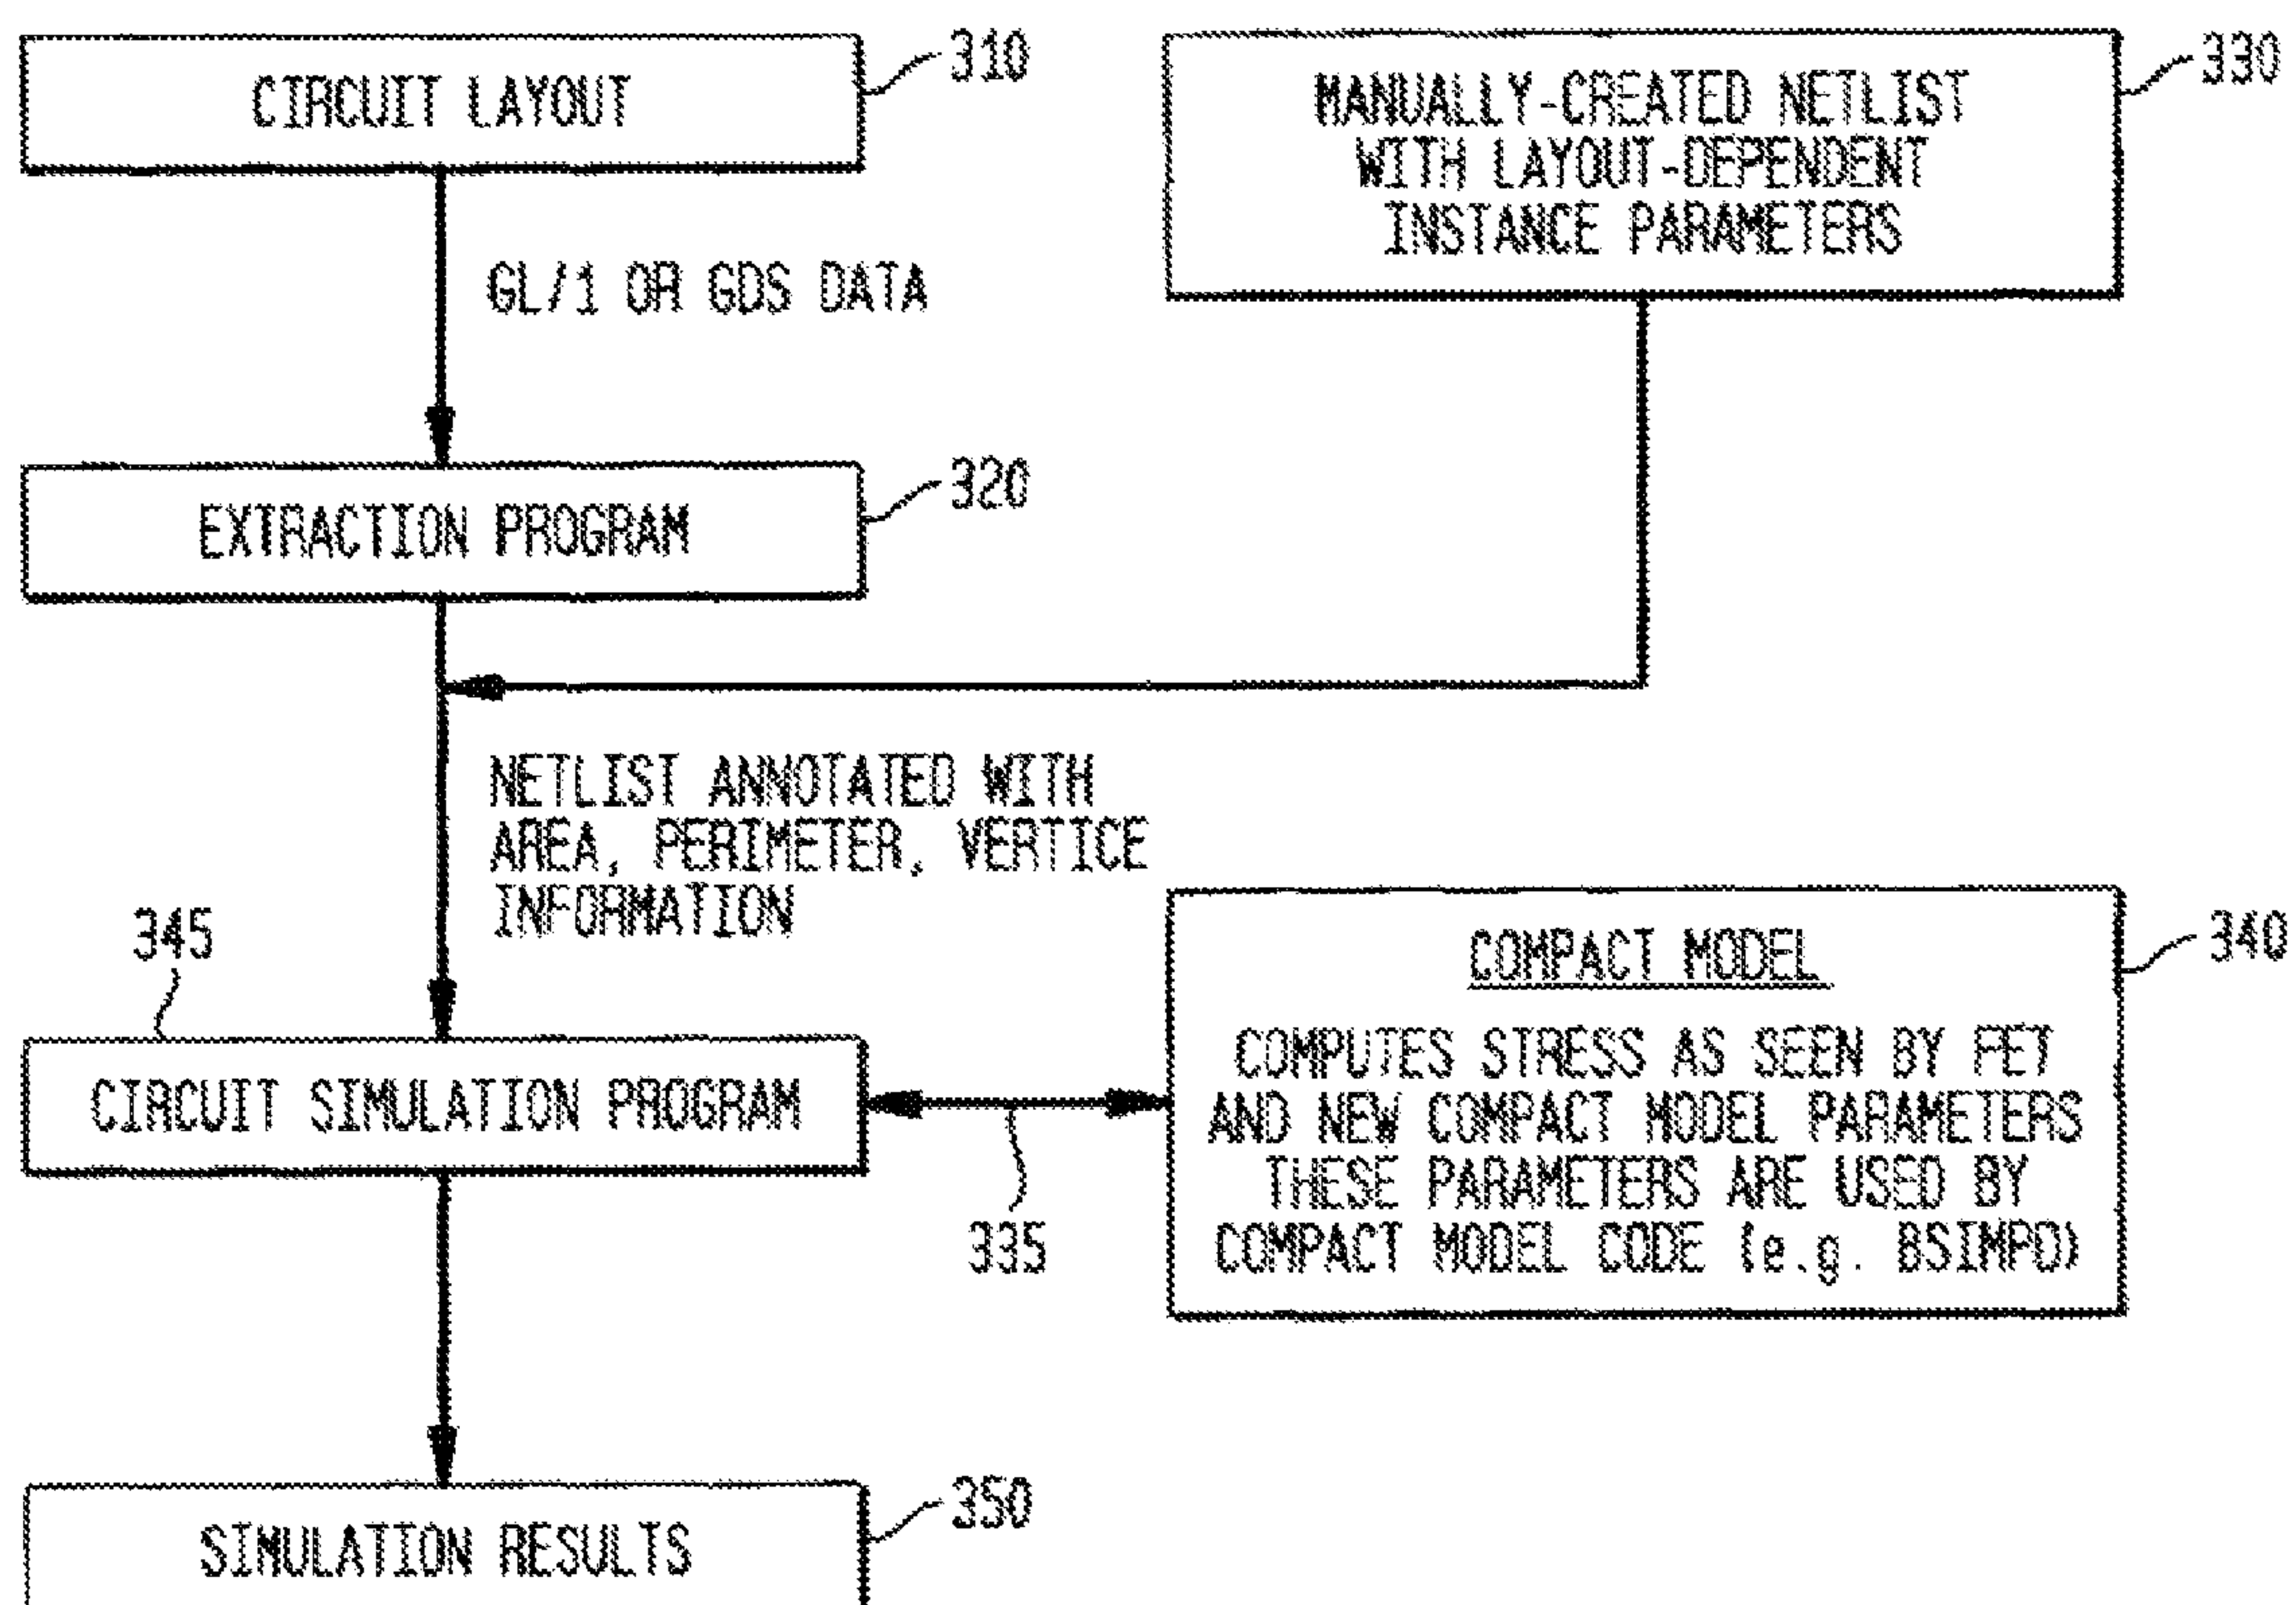 CIRCUIT LAYOUT
310
MANUALLY-CREATED NETLIST
WITH LAYOUT-DEPENDENT
INSTANCE PARAMETERS
330
GL/1 OR GDS DATA
EXTRACTION PROGRAM
320
NETLIST ANNOTATED WITH
AREA, PERIMETER, VERTICE
INFORMATION
345
CIRCUIT SIMULATION PROGRAM
335
COMPACT MODEL
COMPUTES STRESS AS SEEN BY FET
AND NEW COMPACT MODEL PARAMETERS
THESE PARAMETERS ARE USED BY
COMPACT MODEL CODE (e.g. BSIMPD)
340
SIMULATION RESULTS
350